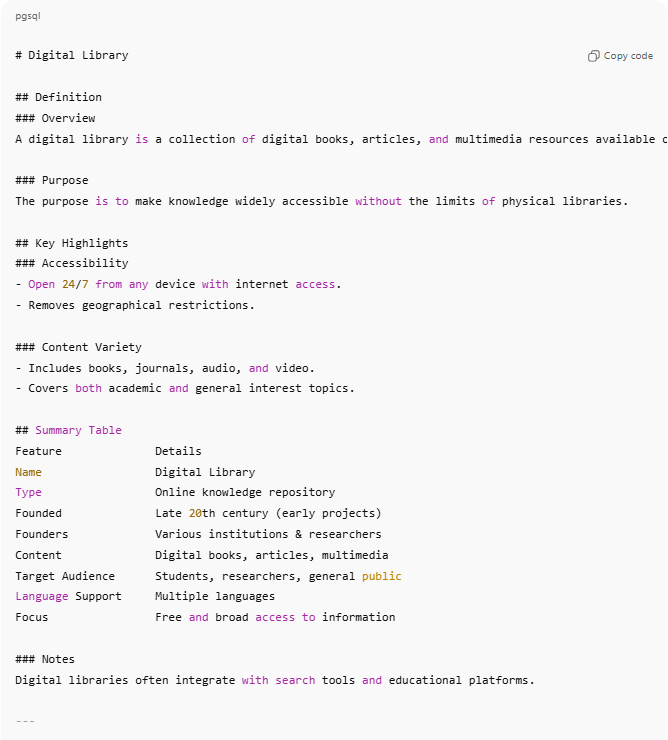 pgsql
Copy code
# Digital Library
## Definition
### Overview
A digital library is a collection of digital books, articles, and multimedia resources available
### Purpose
The purpose is to make knowledge widely accessible without the limits of physical libraries.
## Key Highlights
### Accessibility
- Open 24/7 from any device with internet access.
- Removes geographical restrictions.
### Content Variety
- Includes books, journals, audio, and video.
- Covers both academic and general interest topics.
## Summary Table
Feature Details
Name Digital Library
Type Online knowledge repository
Founded Late 20th century (early projects)
Founders Various institutions & researchers
Content Digital books, articles, multimedia
Target Audience Students, researchers, general public
Language Support Multiple languages
Focus Free and broad access to information
### Notes
Digital libraries often integrate with search tools and educational platforms.
---